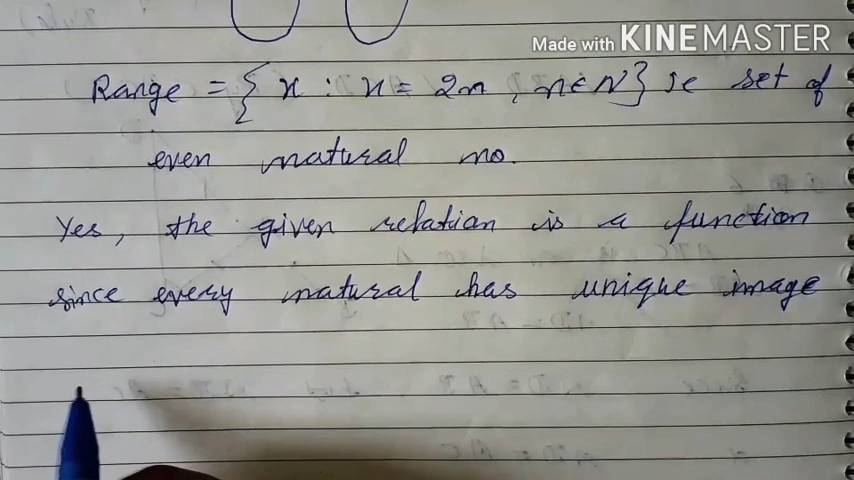 Made with KINEMASTER
Range = { x : x = 2n , n ∈ N } ie set of
even natural no.
Yes, the given relation is a function
since every natural has unique image